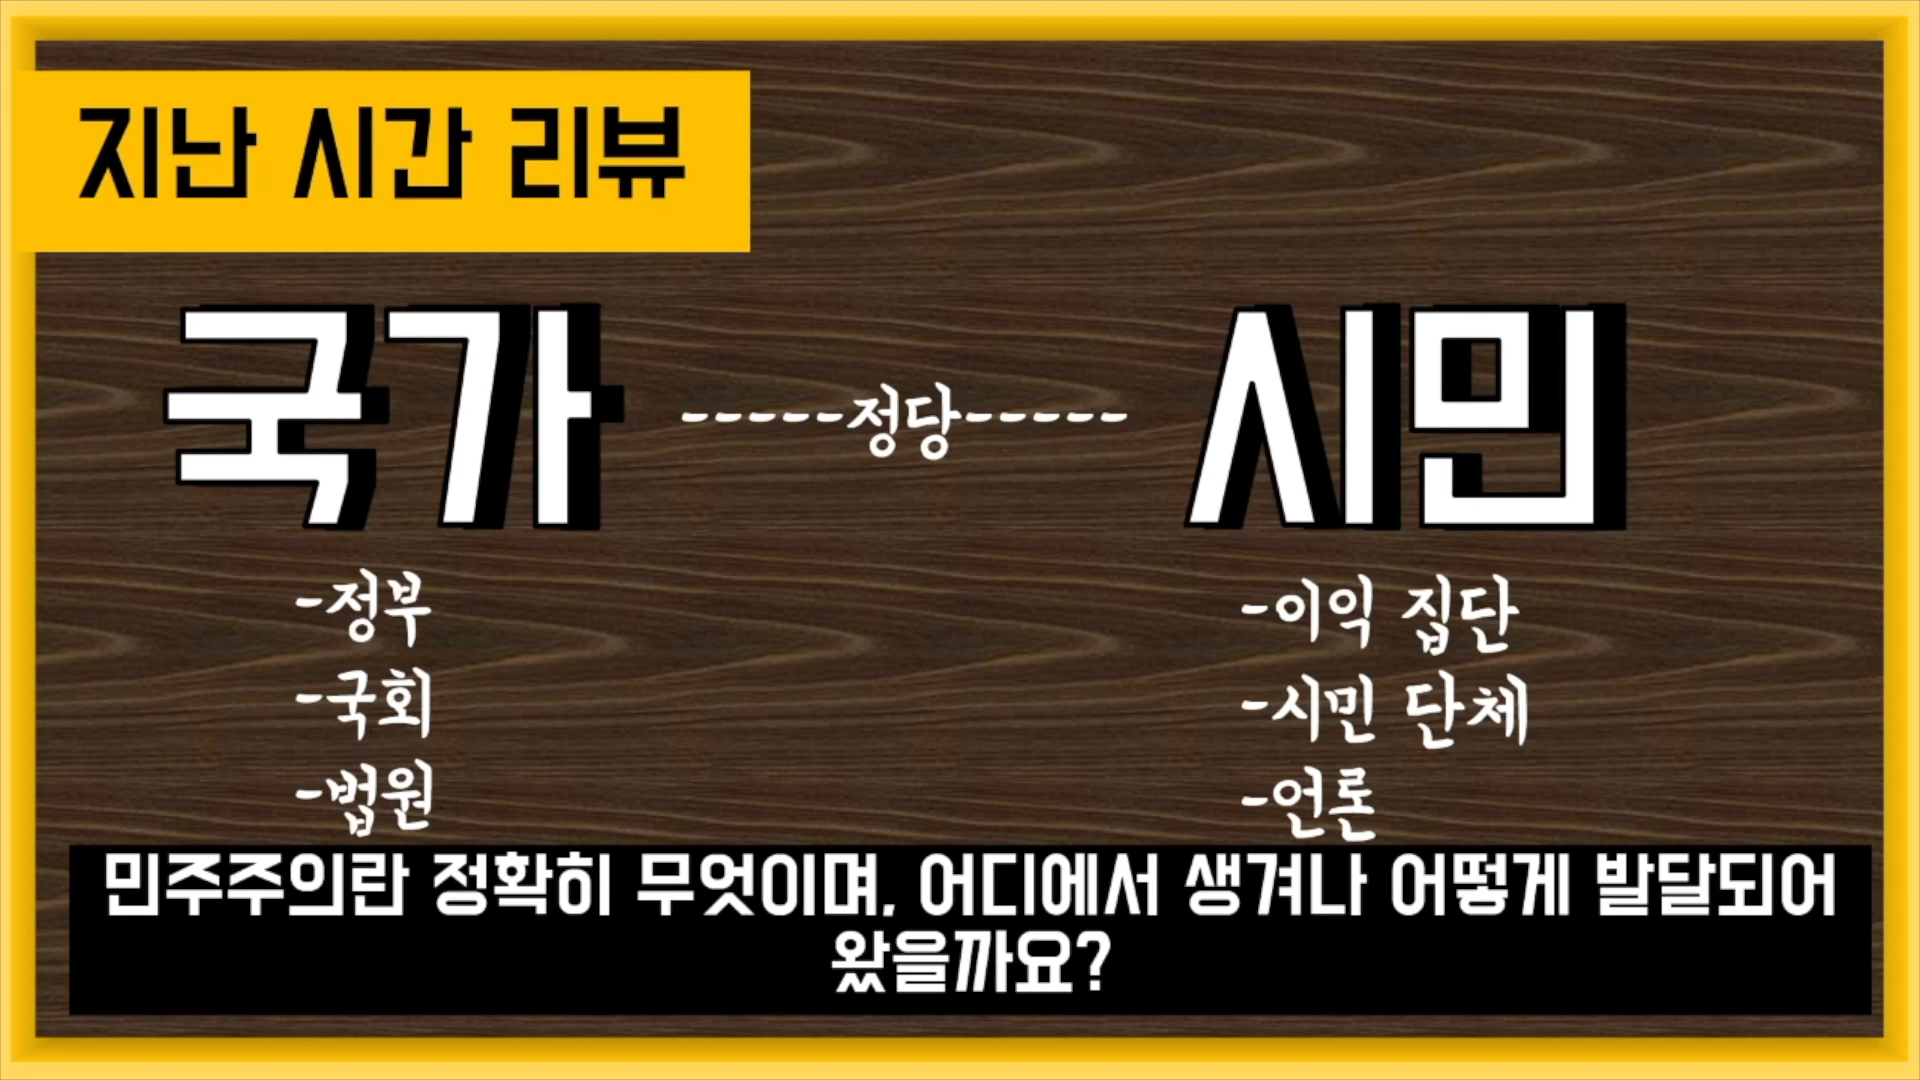 지난 시간 리뷰
국가 -----정당----- 시민
-정부
-국회
-법원
-이익 집단
-시민 단체
-언론
민주주의란 정확히 무엇이며, 어디에서 생겨나 어떻게 발달되어
왔을까요?